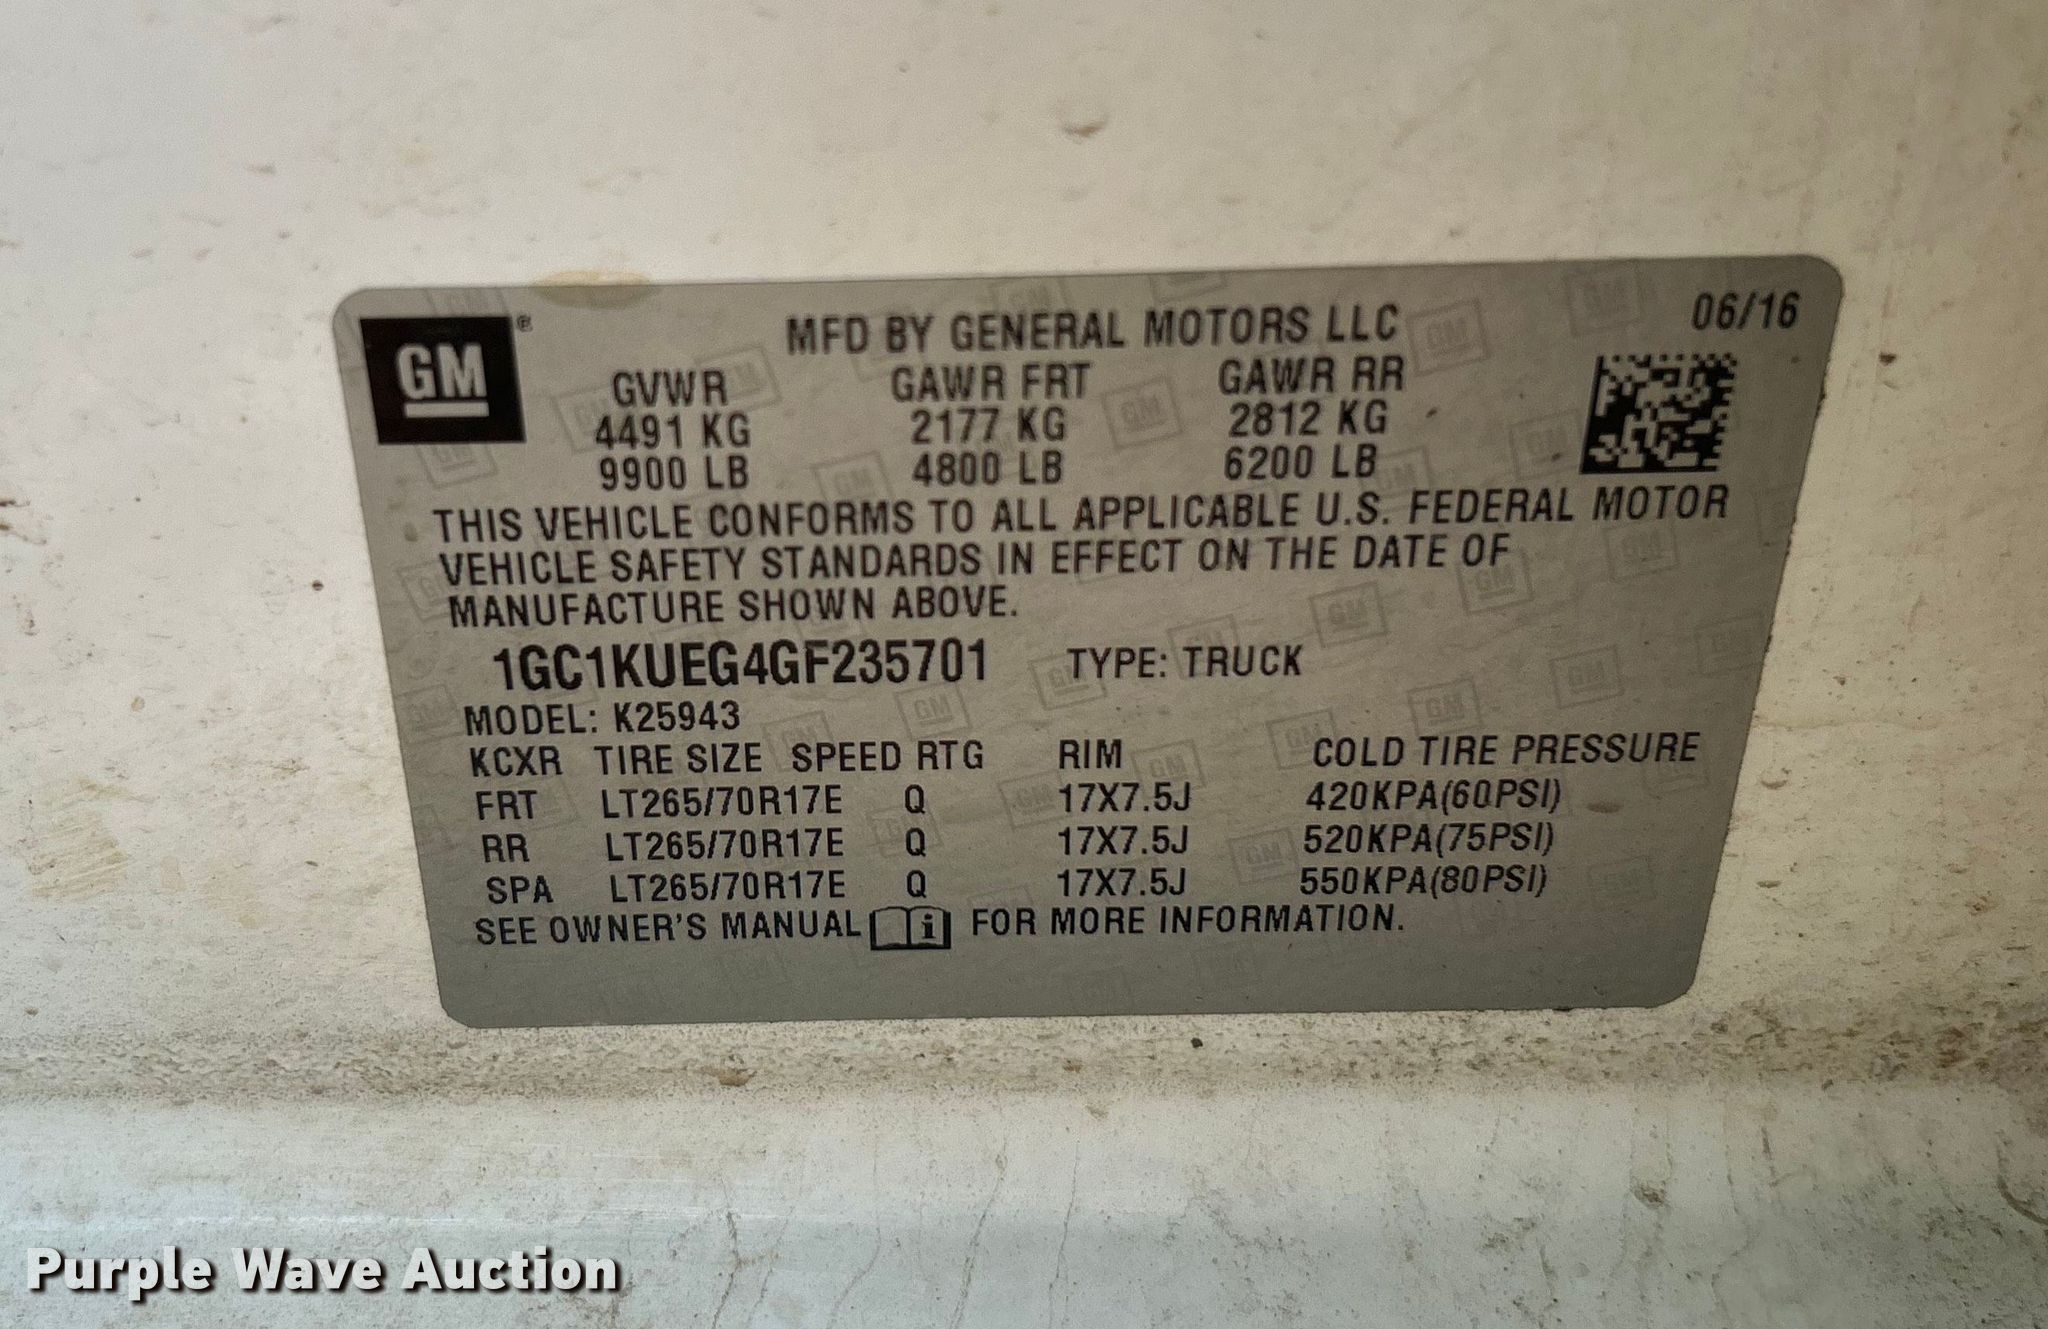 GM®
MFD BY GENERAL MOTORS LLC
06/16
GVWR GAWR FRT GAWR RR
4491 KG 2177 KG 2812 KG
9900 LB 4800 LB 6200 LB
THIS VEHICLE CONFORMS TO ALL APPLICABLE U.S. FEDERAL MOTOR
VEHICLE SAFETY STANDARDS IN EFFECT ON THE DATE OF
MANUFACTURE SHOWN ABOVE.
1GC1KUEG4GF235701 TYPE: TRUCK
MODEL: K25943
KCXR TIRE SIZE SPEED RTG RIM COLD TIRE PRESSURE
FRT LT265/70R17E Q 17X7.5J 420KPA(60PSI)
RR LT265/70R17E Q 17X7.5J 520KPA(75PSI)
SPA LT265/70R17E Q 17X7.5J 550KPA(80PSI)
SEE OWNER'S MANUAL i FOR MORE INFORMATION.
Purple Wave Auction